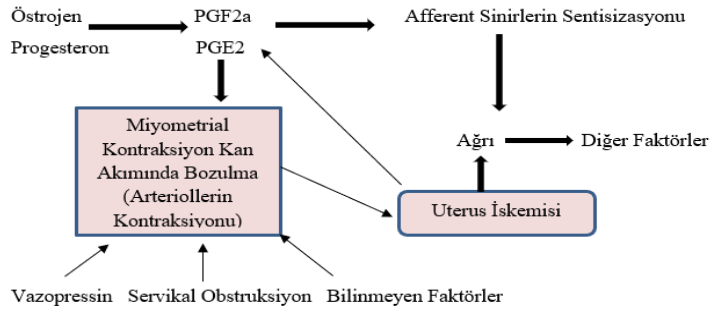 Östrojen
Progesteron
PGF2a
PGE2
Afferent Sinirlerin Sentisizasyonu
Miyometrial
Kontraksiyon Kan
Akımında Bozulma
(Arteriollerin
Kontraksiyonu)
Ağrı
Diğer Faktörler
Uterus İskemisi
Vazopressin
Servikal Obstruksiyon
Bilinmeyen Faktörler